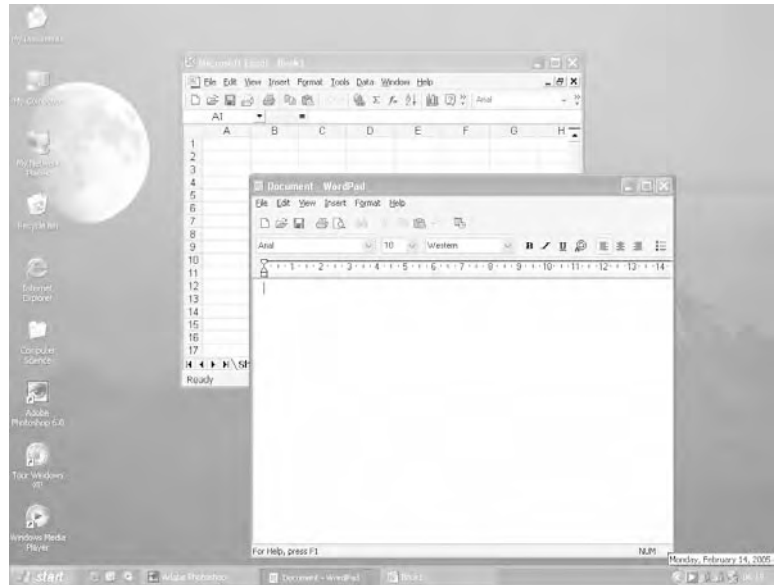 My Documents
My Computer
My Network
Places
Recycle Bin
Internet
Explorer
Computer
Science
Adobe
Photoshop 6.0
Tour Windows
XP
Windows Media
Player
Microsoft Excel - Book1
File Edit View Insert Format Tools Data Window Help
Arial
A1 =
A B C D E F G H
1
2
3
4
5
6
7
8
9
10
11
12
13
14
15
16
17
Sh
Ready
Document - WordPad
File Edit View Insert Format Help
Arial 10 Western B I U
1 2 3 4 5 6 7 8 9 10 11 12 13 14
For Help, press F1 NUM
Monday, February 14, 2005
start Adobe Photoshop Document - WordPad Book1